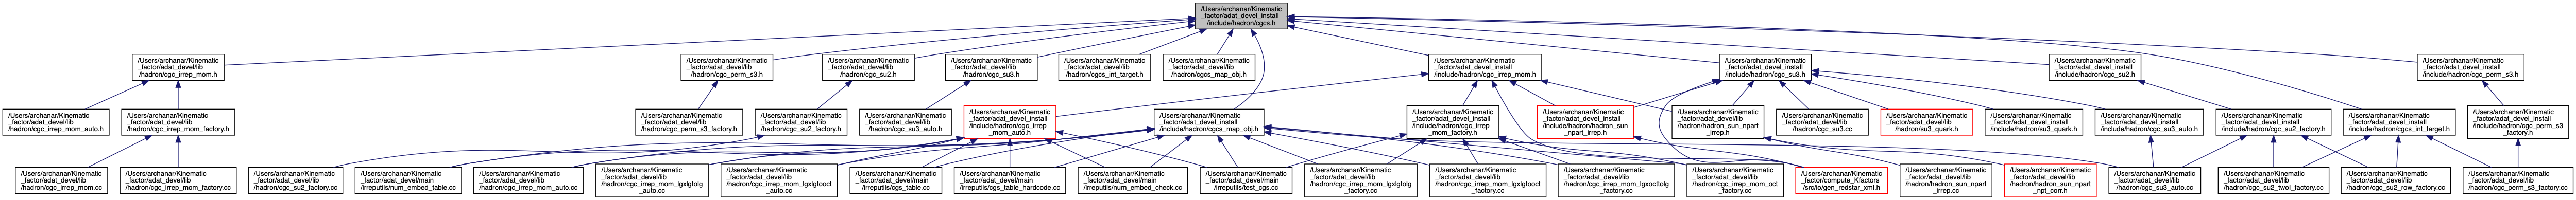 /Users/archanar/Kinematic
_factor/adat_devel_install
/include/hadron/cgcs.h
/Users/archanar/Kinematic
_factor/adat_devel/lib
/hadron/cgc_irrep_mom.h
/Users/archanar/Kinematic
_factor/adat_devel/lib
/hadron/cgc_perm_s3.h
/Users/archanar/Kinematic
_factor/adat_devel/lib
/hadron/cgc_su2.h
/Users/archanar/Kinematic
_factor/adat_devel/lib
/hadron/cgc_su3.h
/Users/archanar/Kinematic
_factor/adat_devel/lib
/hadron/cgcs_int_target.h
/Users/archanar/Kinematic
_factor/adat_devel/lib
/hadron/cgcs_map_obj.h
/Users/archanar/Kinematic
_factor/adat_devel_install
/include/hadron/cgc_irrep_mom.h
/Users/archanar/Kinematic
_factor/adat_devel_install
/include/hadron/cgc_su3.h
/Users/archanar/Kinematic
_factor/adat_devel_install
/include/hadron/cgc_su2.h
/Users/archanar/Kinematic
_factor/adat_devel_install
/include/hadron/cgc_perm_s3.h
/Users/archanar/Kinematic
_factor/adat_devel/lib
/hadron/cgc_irrep_mom_auto.h
/Users/archanar/Kinematic
_factor/adat_devel/lib
/hadron/cgc_irrep_mom_factory.h
/Users/archanar/Kinematic
_factor/adat_devel/lib
/hadron/cgc_perm_s3_factory.h
/Users/archanar/Kinematic
_factor/adat_devel/lib
/hadron/cgc_su2_factory.h
/Users/archanar/Kinematic
_factor/adat_devel/lib
/hadron/cgc_su3_auto.h
/Users/archanar/Kinematic
_factor/adat_devel_install
/include/hadron/cgc_irrep
_mom_auto.h
/Users/archanar/Kinematic
_factor/adat_devel_install
/include/hadron/cgcs_map_obj.h
/Users/archanar/Kinematic
_factor/adat_devel_install
/include/hadron/cgc_irrep
_mom_factory.h
/Users/archanar/Kinematic
_factor/adat_devel_install
/include/hadron/hadron_sun
_npart_irrep.h
/Users/archanar/Kinematic
_factor/adat_devel/lib
/hadron/hadron_sun_npart
_irrep.h
/Users/archanar/Kinematic
_factor/adat_devel/lib
/hadron/cgc_su3.cc
/Users/archanar/Kinematic
_factor/adat_devel/lib
/hadron/su3_quark.h
/Users/archanar/Kinematic
_factor/adat_devel_install
/include/hadron/su3_quark.h
/Users/archanar/Kinematic
_factor/adat_devel_install
/include/hadron/cgc_su3_auto.h
/Users/archanar/Kinematic
_factor/adat_devel_install
/include/hadron/cgc_su2_factory.h
/Users/archanar/Kinematic
_factor/adat_devel_install
/include/hadron/cgcs_int_target.h
/Users/archanar/Kinematic
_factor/adat_devel_install
/include/hadron/cgc_perm_s3
_factory.h
/Users/archanar/Kinematic
_factor/adat_devel/lib
/hadron/cgc_irrep_mom.cc
/Users/archanar/Kinematic
_factor/adat_devel/lib
/hadron/cgc_irrep_mom_factory.cc
/Users/archanar/Kinematic
_factor/adat_devel/lib
/hadron/cgc_su2_factory.cc
/Users/archanar/Kinematic
_factor/adat_devel/main
/irreputils/num_embed_table.cc
/Users/archanar/Kinematic
_factor/adat_devel/lib
/hadron/cgc_irrep_mom_auto.cc
/Users/archanar/Kinematic
_factor/adat_devel/lib
/hadron/cgc_irrep_mom_lgxlgtolg
_auto.cc
/Users/archanar/Kinematic
_factor/adat_devel/lib
/hadron/cgc_irrep_mom_lgxlgtooct
_auto.cc
/Users/archanar/Kinematic
_factor/adat_devel/main
/irreputils/cgs_table.cc
/Users/archanar/Kinematic
_factor/adat_devel/main
/irreputils/cgs_table_hardcode.cc
/Users/archanar/Kinematic
_factor/adat_devel/main
/irreputils/num_embed_check.cc
/Users/archanar/Kinematic
_factor/adat_devel/main
/irreputils/test_cgs.cc
/Users/archanar/Kinematic
_factor/adat_devel/lib
/hadron/cgc_irrep_mom_lgxlgtolg
_factory.cc
/Users/archanar/Kinematic
_factor/adat_devel/lib
/hadron/cgc_irrep_mom_lgxlgtooct
_factory.cc
/Users/archanar/Kinematic
_factor/adat_devel/lib
/hadron/cgc_irrep_mom_lgxocttolg
_factory.cc
/Users/archanar/Kinematic
_factor/adat_devel/lib
/hadron/cgc_irrep_mom_oct
_factory.cc
/Users/archanar/Kinematic
_factor/compute_Kfactors
/src/io/gen_redstar_xml.h
/Users/archanar/Kinematic
_factor/adat_devel/lib
/hadron/hadron_sun_npart
_irrep.cc
/Users/archanar/Kinematic
_factor/adat_devel/lib
/hadron/hadron_sun_npart
_npt_corr.h
/Users/archanar/Kinematic
_factor/adat_devel/lib
/hadron/cgc_su3_auto.cc
/Users/archanar/Kinematic
_factor/adat_devel/lib
/hadron/cgc_su2_twoI_factory.cc
/Users/archanar/Kinematic
_factor/adat_devel/lib
/hadron/cgc_su2_row_factory.cc
/Users/archanar/Kinematic
_factor/adat_devel/lib
/hadron/cgc_perm_s3_factory.cc